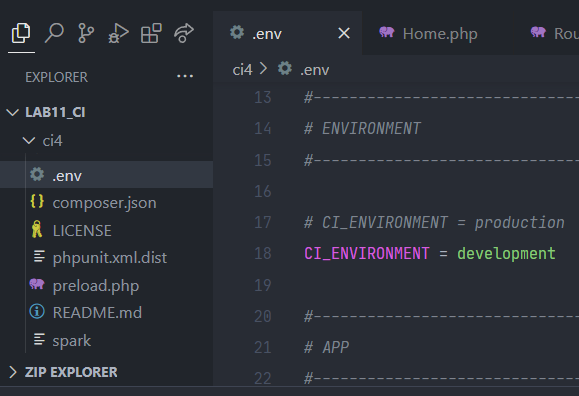 .env
Home.php
Rou
EXPLORER
ci4 > .env
LAB11_CI
ci4
.env
composer.json
LICENSE
phpunit.xml.dist
preload.php
README.md
spark
ZIP EXPLORER
13 #-------------------------------
14 # ENVIRONMENT
15 #-------------------------------
16
17 # CI_ENVIRONMENT = production
18 CI_ENVIRONMENT = development
19
20 #-------------------------------
21 # APP
22 #-------------------------------